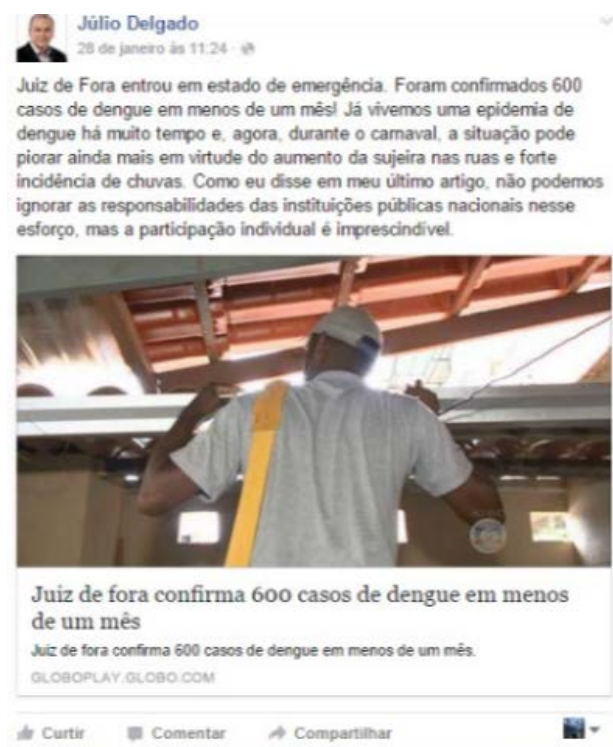 Júlio Delgado
28 de janeiro às 11:24 ·
Juiz de Fora entrou em estado de emergência. Foram confirmados 600
casos de dengue em menos de um mês! Já vivemos uma epidemia de
dengue há muito tempo e, agora, durante o carnaval, a situação pode
piorar ainda mais em virtude do aumento da sujeira nas ruas e forte
incidência de chuvas. Como eu disse em meu último artigo, não podemos
ignorar as responsabilidades das instituições públicas nacionais nesse
esforço, mas a participação individual é imprescindível.
Juiz de fora confirma 600 casos de dengue em menos
de um mês
Juiz de fora confirma 600 casos de dengue em menos de um mês.
GLOBOPLAY.GLOBO.COM
Curtir Comentar Compartilhar